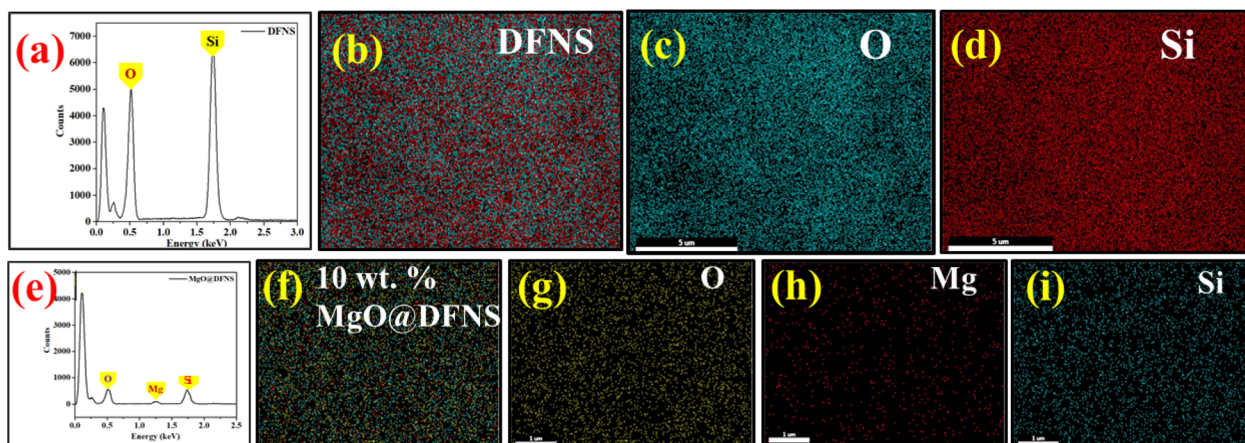 (a)
DFNS
7000
6000
5000
4000
3000
2000
1000
0
Counts
O
Si
0.0 0.5 1.0 1.5 2.0 2.5 3.0
Energy (keV)
(b)
DFNS
(c)
O
5 um
(d)
Si
5 um
(e)
MgO@DFNS
5000
4000
3000
2000
1000
0
Counts
O
Mg
Si
0.0 0.5 1.0 1.5 2.0 2.5
Energy (keV)
(f)
10 wt. %
MgO@DFNS
(g)
O
1 um
(h)
Mg
1 um
(i)
Si
1 um